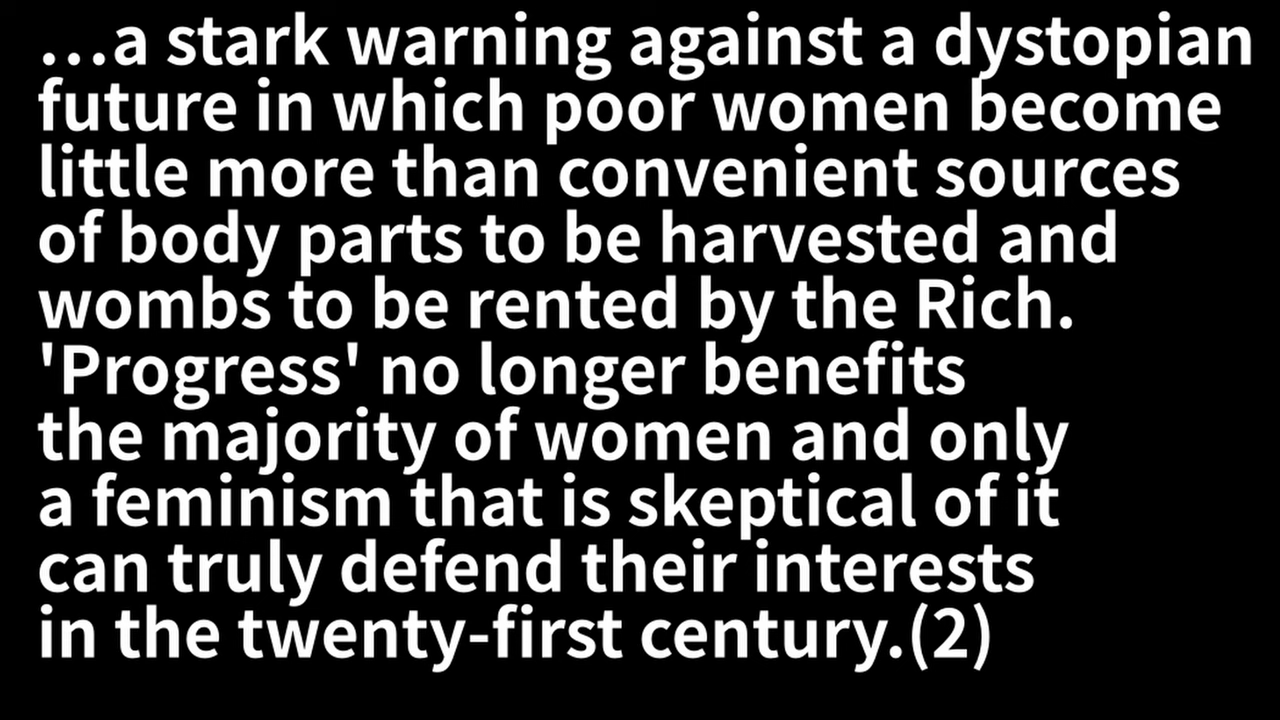 …a stark warning against a dystopian
future in which poor women become
little more than convenient sources
of body parts to be harvested and
wombs to be rented by the Rich.
'Progress' no longer benefits
the majority of women and only
a feminism that is skeptical of it
can truly defend their interests
in the twenty-first century.(2)